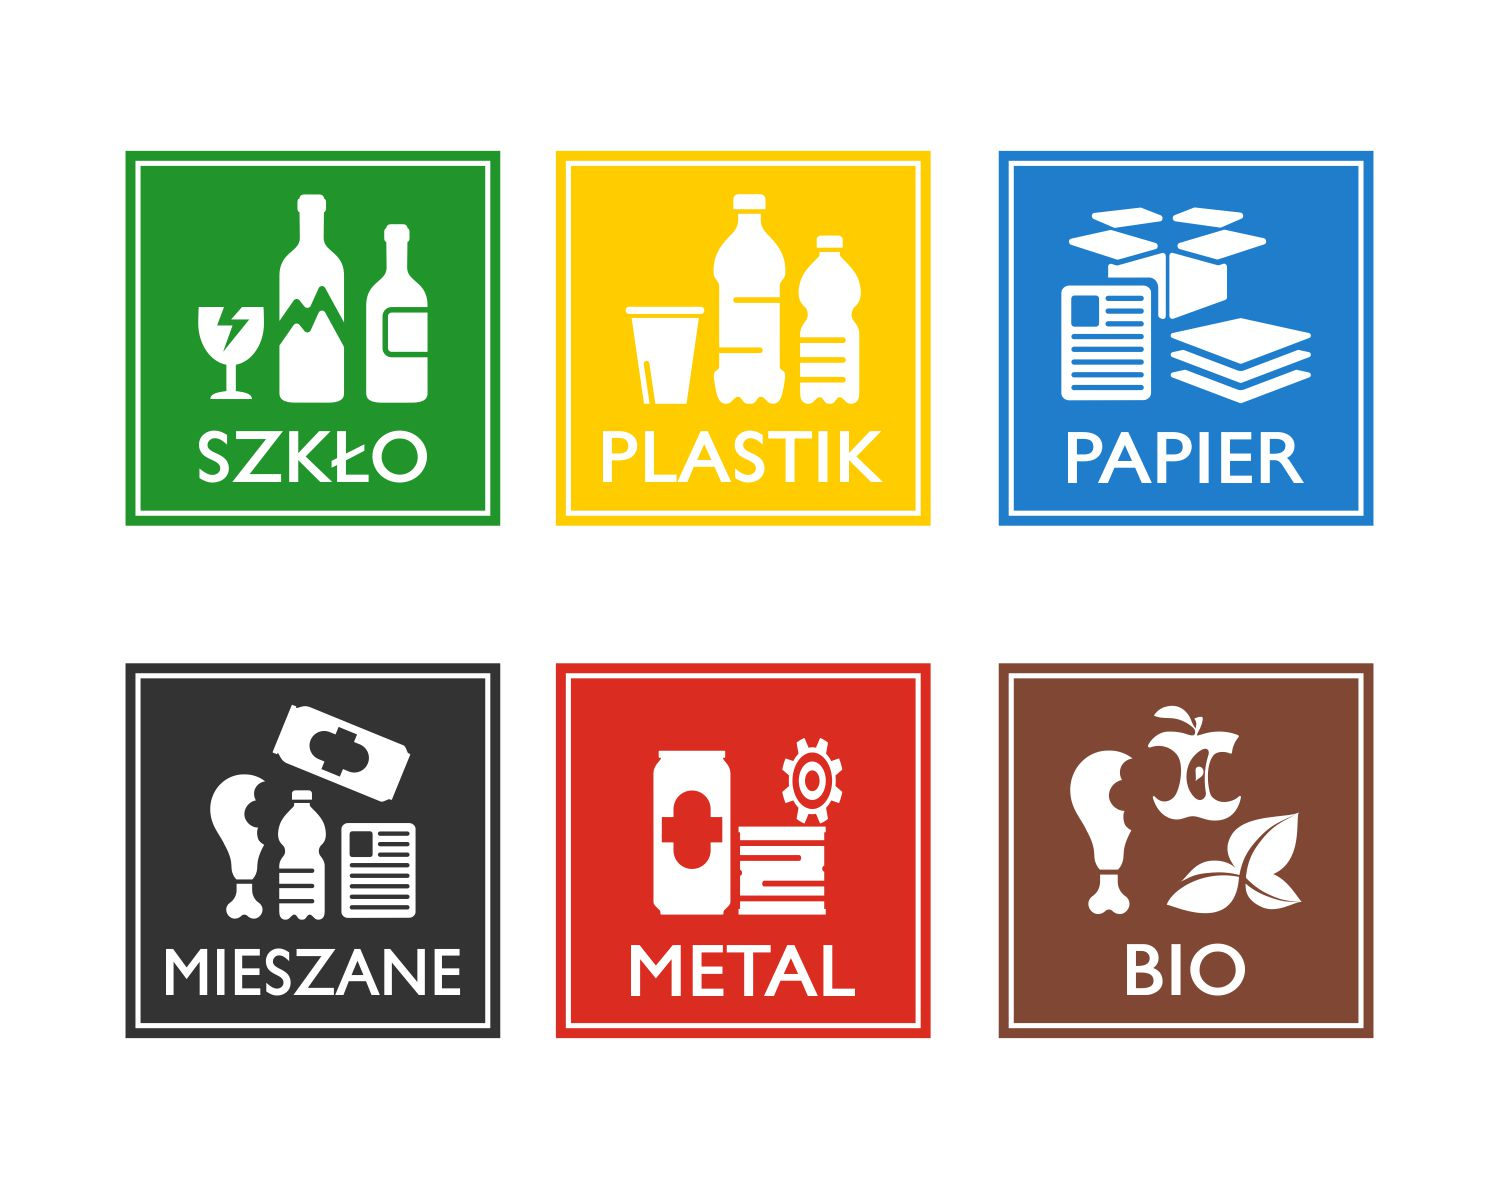 SZKŁO
PLASTIK
PAPIER
MIESZANE
METAL
BIO